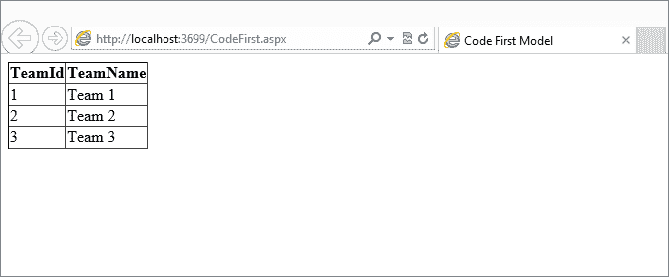 http://localhost:3699/CodeFirst.aspx
Code First Model
TeamId TeamName
1 Team 1
2 Team 2
3 Team 3